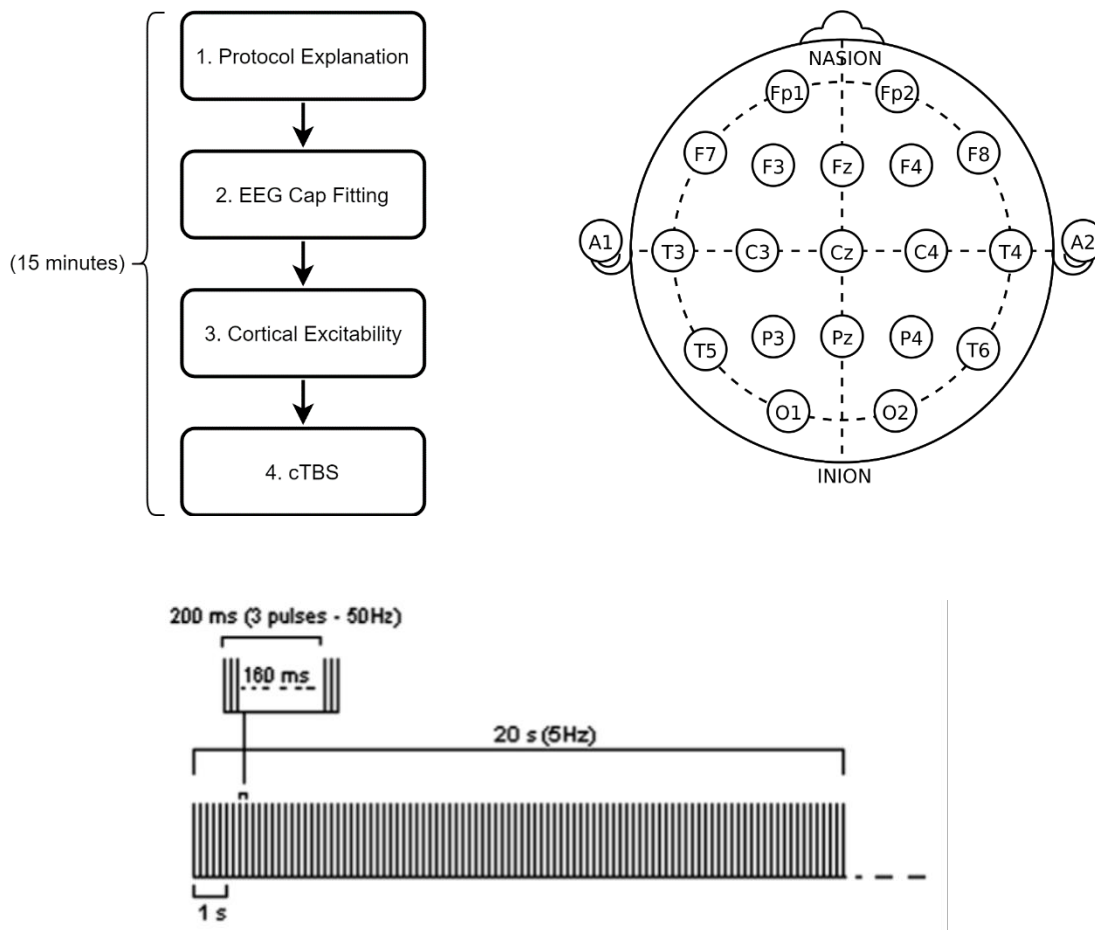 1. Protocol Explanation
2. EEG Cap Fitting
(15 minutes)
3. Cortical Excitability
4. cTBS
NASION
Fp1 Fp2
F7 F3 Fz F4 F8
A1 T3 C3 Cz C4 T4 A2
T5 P3 Pz P4 T6
O1 O2
INION
200 ms (3 pulses - 50Hz)
160 ms
20 s (5Hz)
1 s